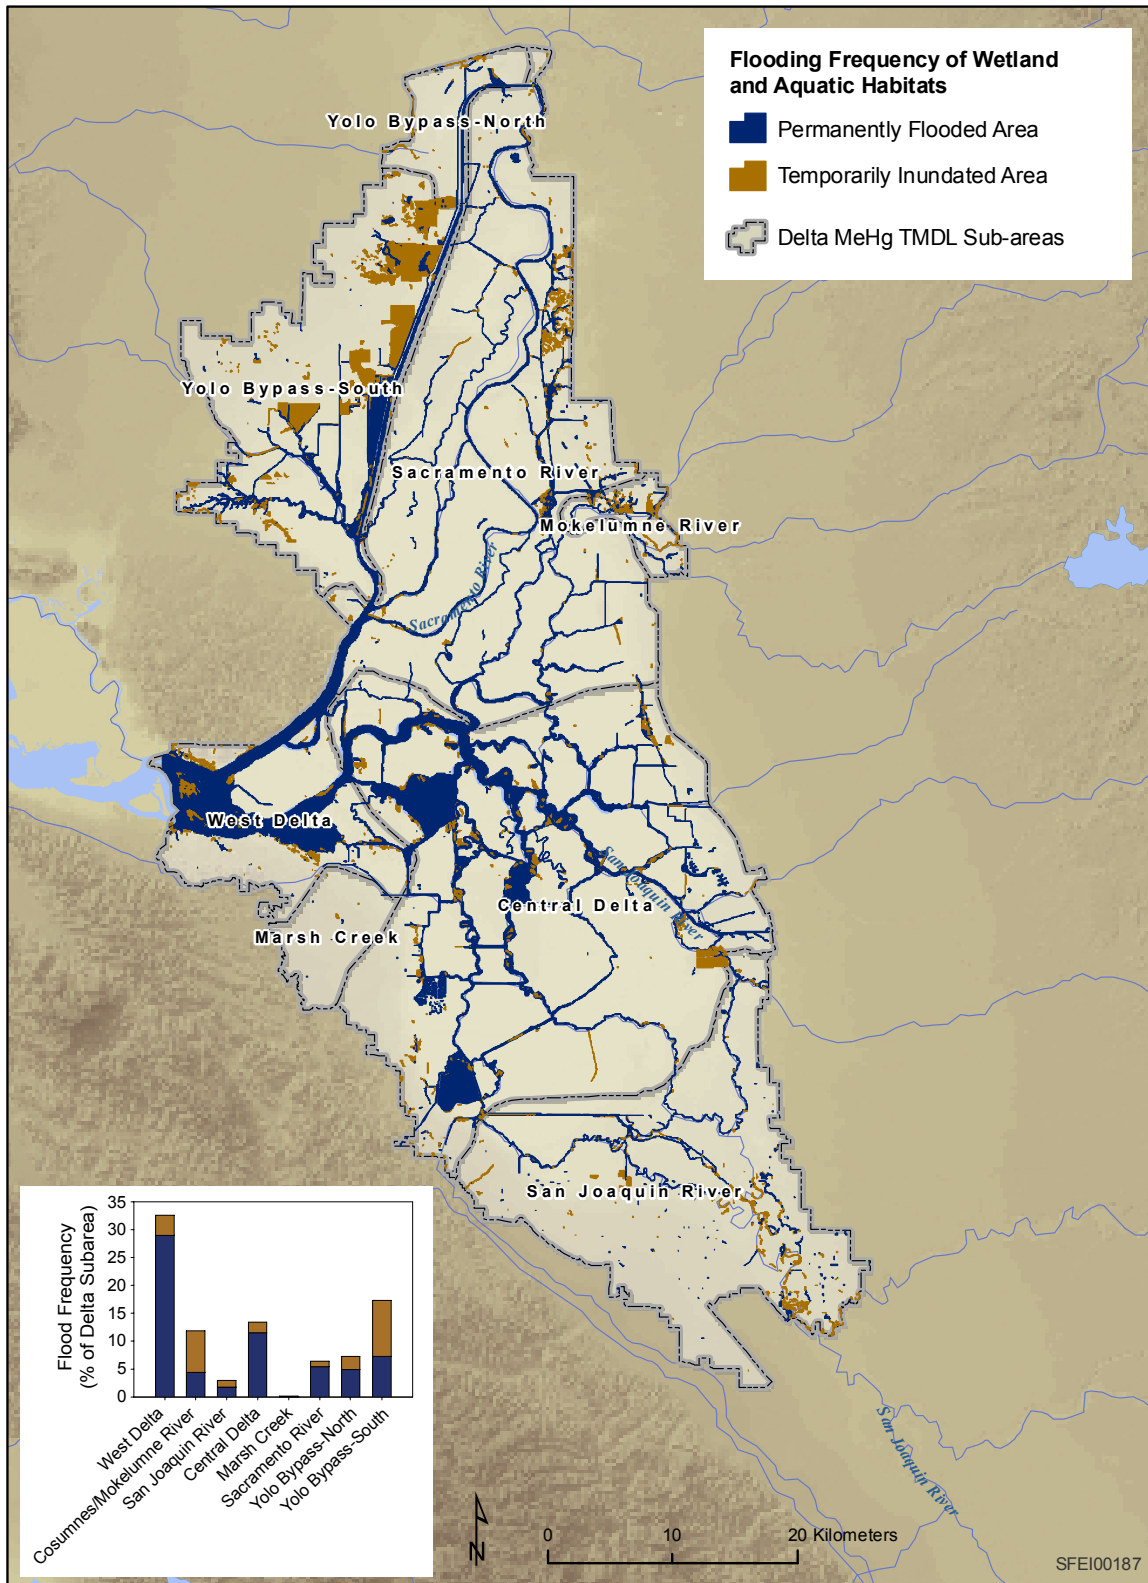 Flooding Frequency of Wetland
and Aquatic Habitats
Permanently Flooded Area
Temporarily Inundated Area
Delta MeHg TMDL Sub-areas
Yolo Bypass-North
Yolo Bypass-South
Sacramento River
Mokelumne River
Sacramento River
West Delta
San Joaquin River
Central Delta
Marsh Creek
San Joaquin River
San Joaquin River
Flood Frequency
(% of Delta Subarea)
35
30
25
20
15
10
5
0
West Delta
Cosumnes/Mokelumne River
San Joaquin River
Central Delta
Marsh Creek
Sacramento River
Yolo Bypass-North
Yolo Bypass-South
N
0 10 20 Kilometers
SFEI00187